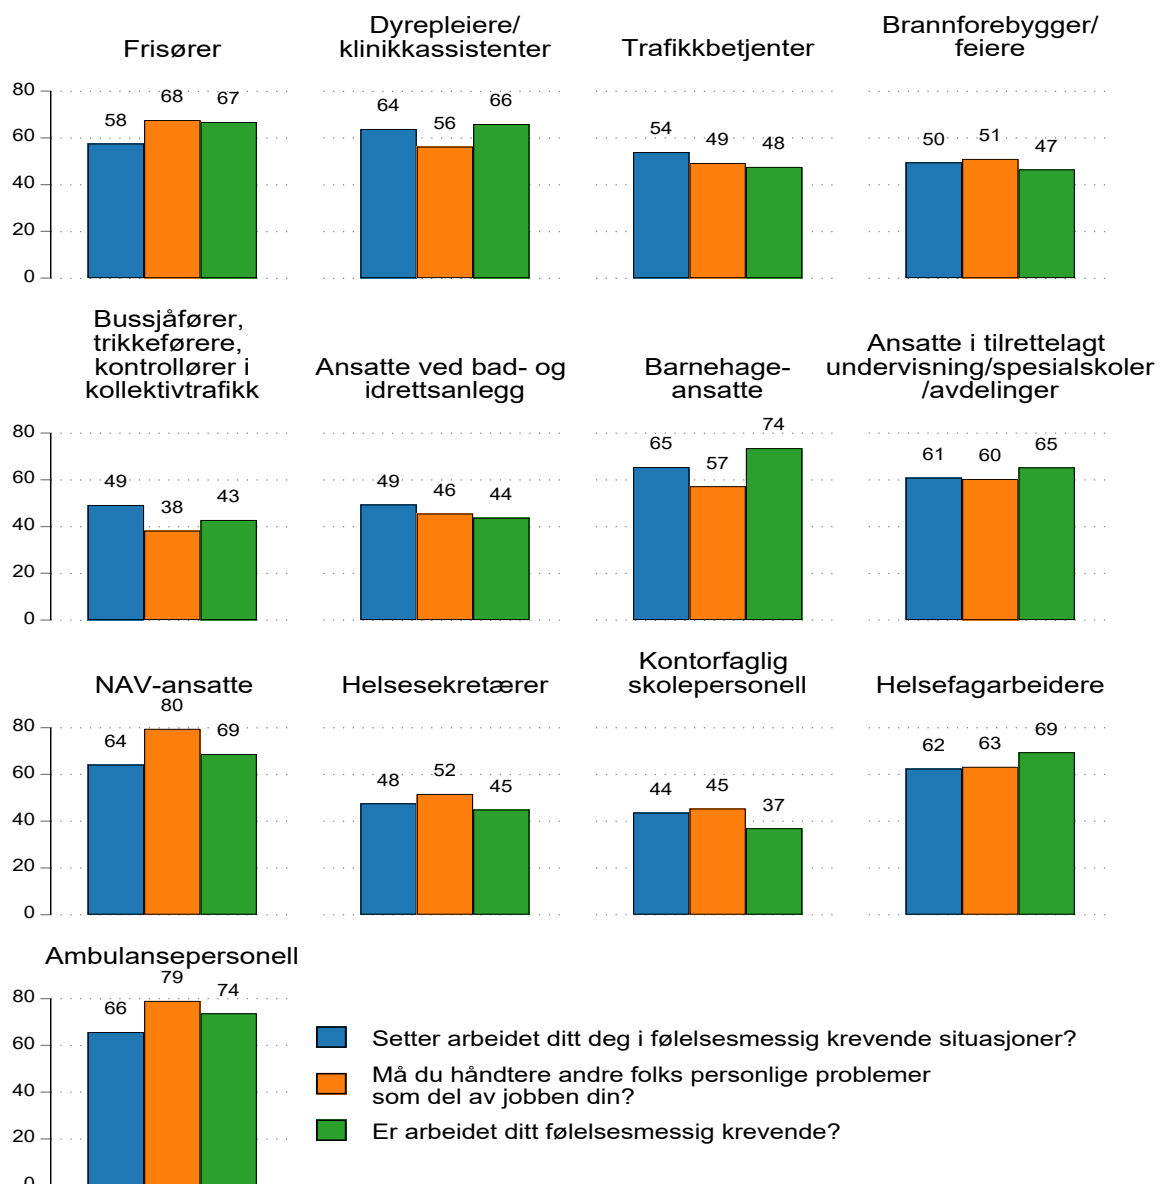 Frisører
Dyrepleiere/
klinikkassistenter
Trafikkbetjenter
Brannforebygger/
feiere
80
60
40
20
0
58
68
67
64
56
66
54
49
48
50
51
47
Bussjåfører,
trikkeførere,
kontrollører i
kollektivtrafikk
Ansatte ved bad- og
idrettsanlegg
Barnehage-
ansatte
Ansatte i tilrettelagt
undervisning/spesialskoler
/avdelinger
80
60
40
20
0
49
38
43
49
46
44
65
57
74
61
60
65
NAV-ansatte
Helsesekretærer
Kontorfaglig
skolepersonell
Helsefagarbeidere
80
60
40
20
0
64
80
69
48
52
45
44
45
37
62
63
69
Ambulansepersonell
80
60
40
20
0
66
79
74
Setter arbeidet ditt deg i følelsesmessig krevende situasjoner?
Må du håndtere andre folks personlige problemer
som del av jobben din?
Er arbeidet ditt følelsesmessig krevende?